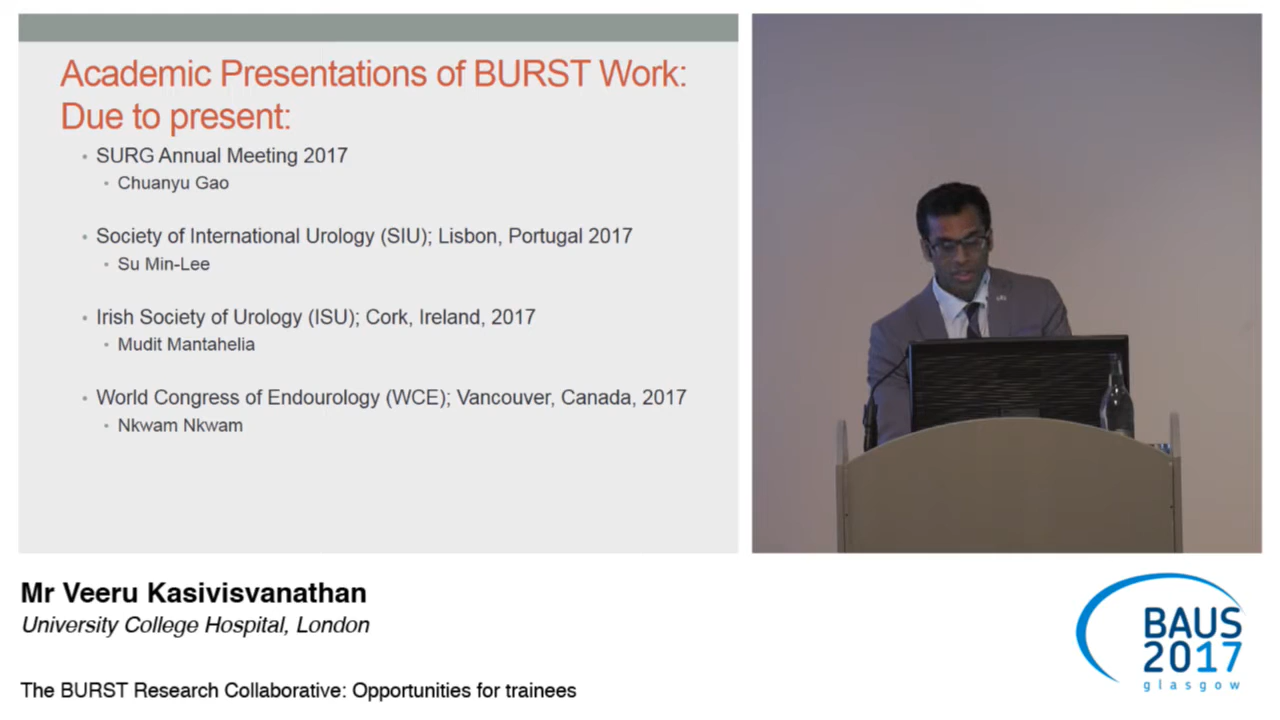 Academic Presentations of BURST Work:
Due to present:
SURG Annual Meeting 2017
Chuanyu Gao
Society of International Urology (SIU); Lisbon, Portugal 2017
Su Min-Lee
Irish Society of Urology (ISU); Cork, Ireland, 2017
Mudit Mantahelia
World Congress of Endourology (WCE); Vancouver, Canada, 2017
Nkwam Nkwam
Mr Veeru Kasivisvanathan
University College Hospital, London
The BURST Research Collaborative: Opportunities for trainees
BAUS
2017
glasgow